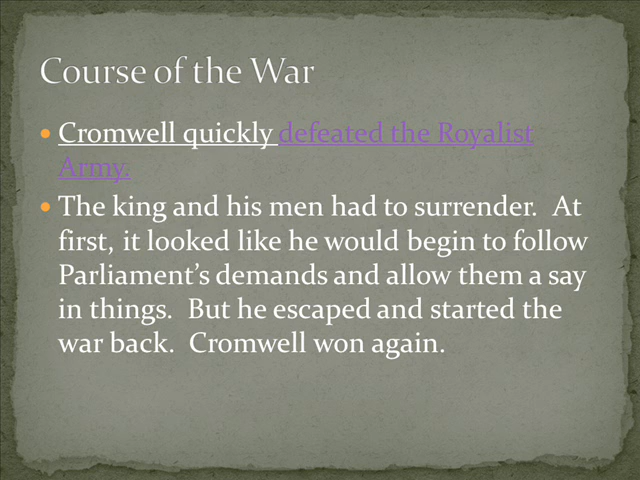 Course of the War
Cromwell quickly defeated the Royalist
Army.
The king and his men had to surrender.  At
first, it looked like he would begin to follow
Parliament’s demands and allow them a say
in things.  But he escaped and started the
war back.  Cromwell won again.